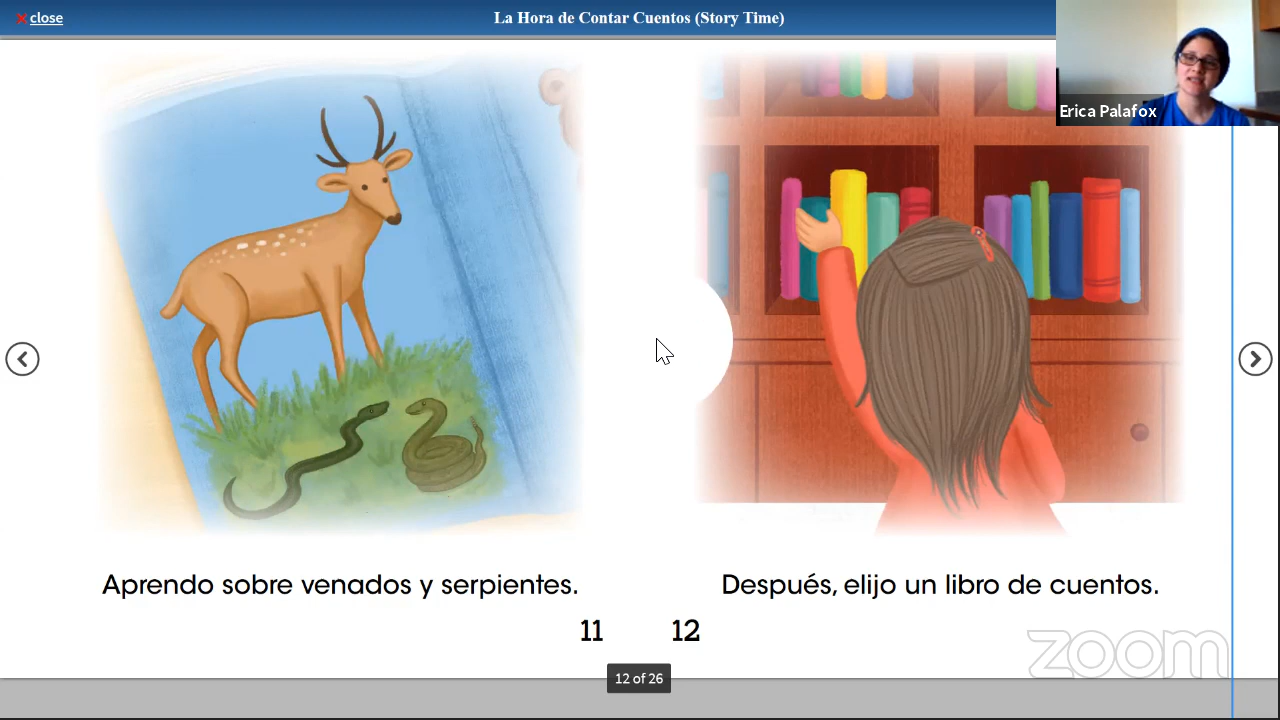 close
La Hora de Contar Cuentos (Story Time)
Erica Palafox
Aprendo sobre venados y serpientes.
Después, elijo un libro de cuentos.
11
12
zoom
12 of 26